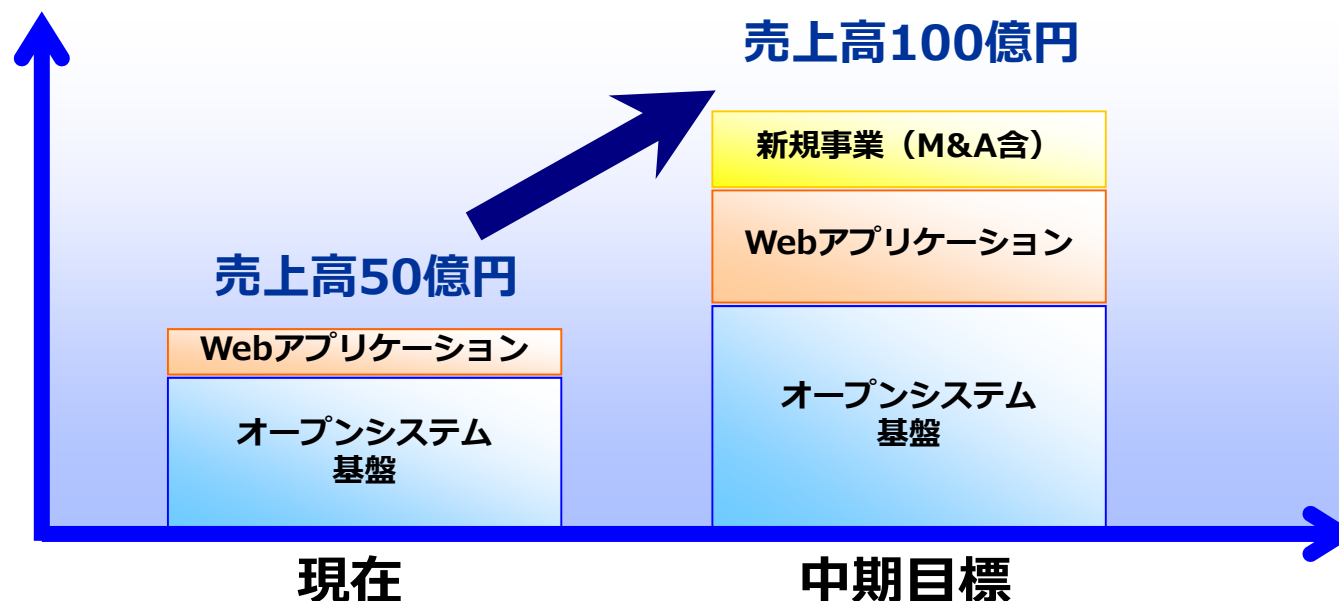 売上高100億円
新規事業（M&A含）
Webアプリケーション
オープンシステム
基盤
売上高50億円
Webアプリケーション
オープンシステム
基盤
現在
中期目標